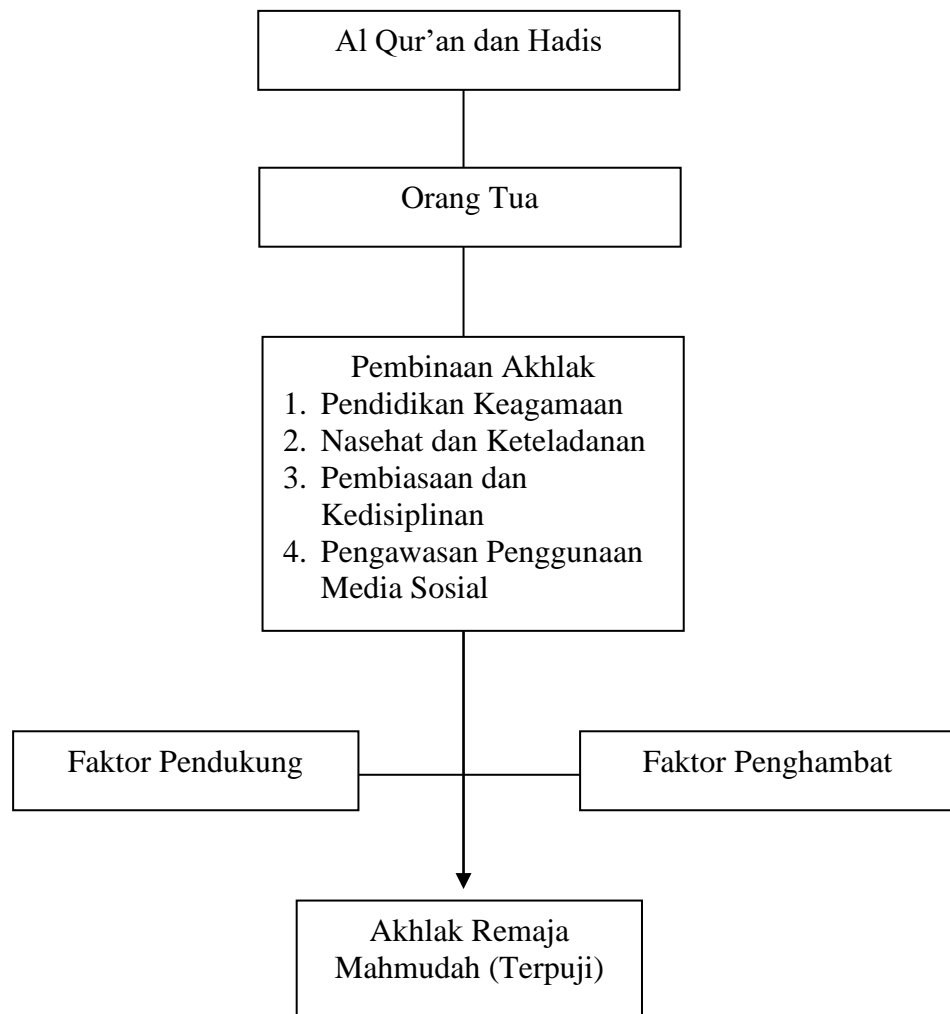 Al Qur’an dan Hadis
Orang Tua
Pembinaan Akhlak
1. Pendidikan Keagamaan
2. Nasehat dan Keteladanan
3. Pembiasaan dan
Kedisiplinan
4. Pengawasan Penggunaan
Media Sosial
Faktor Pendukung
Faktor Penghambat
Akhlak Remaja
Mahmudah (Terpuji)